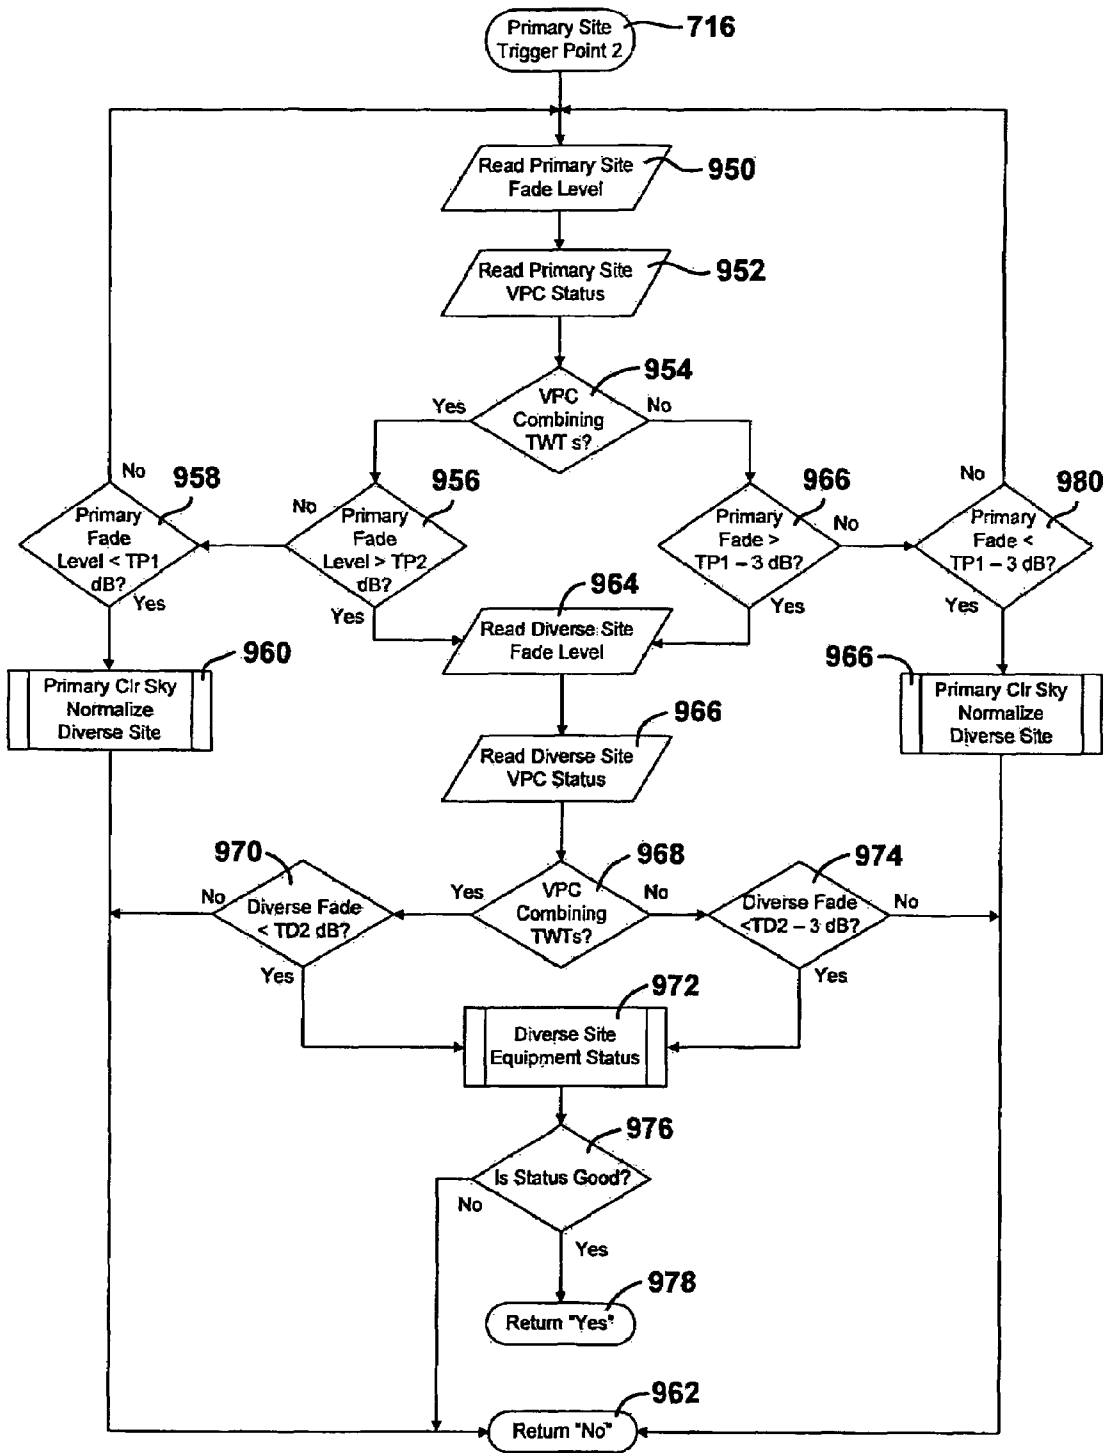 Primary Site
Trigger Point 2
716
Read Primary Site
Fade Level
950
Read Primary Site
VPC Status
952
954
VPC
Combining
TWT s?
Yes
No
No
958
Primary
Fade
Level < TP1
dB?
Yes
No
956
Primary
Fade
Level > TP2
dB?
Yes
966
Primary
Fade >
TP1 – 3 dB?
No
Yes
No
980
Primary
Fade <
TP1 – 3 dB?
Yes
964
Read Diverse Site
Fade Level
960
Primary Clr Sky
Normalize
Diverse Site
966
Primary Clr Sky
Normalize
Diverse Site
966
Read Diverse Site
VPC Status
970
No
Diverse Fade
< TD2 dB?
Yes
Yes
968
VPC
Combining
TWTs?
No
974
Diverse Fade
<TD2 – 3 dB?
No
Yes
972
Diverse Site
Equipment Status
976
Is Status Good?
No
Yes
978
Return "Yes"
962
Return "No"